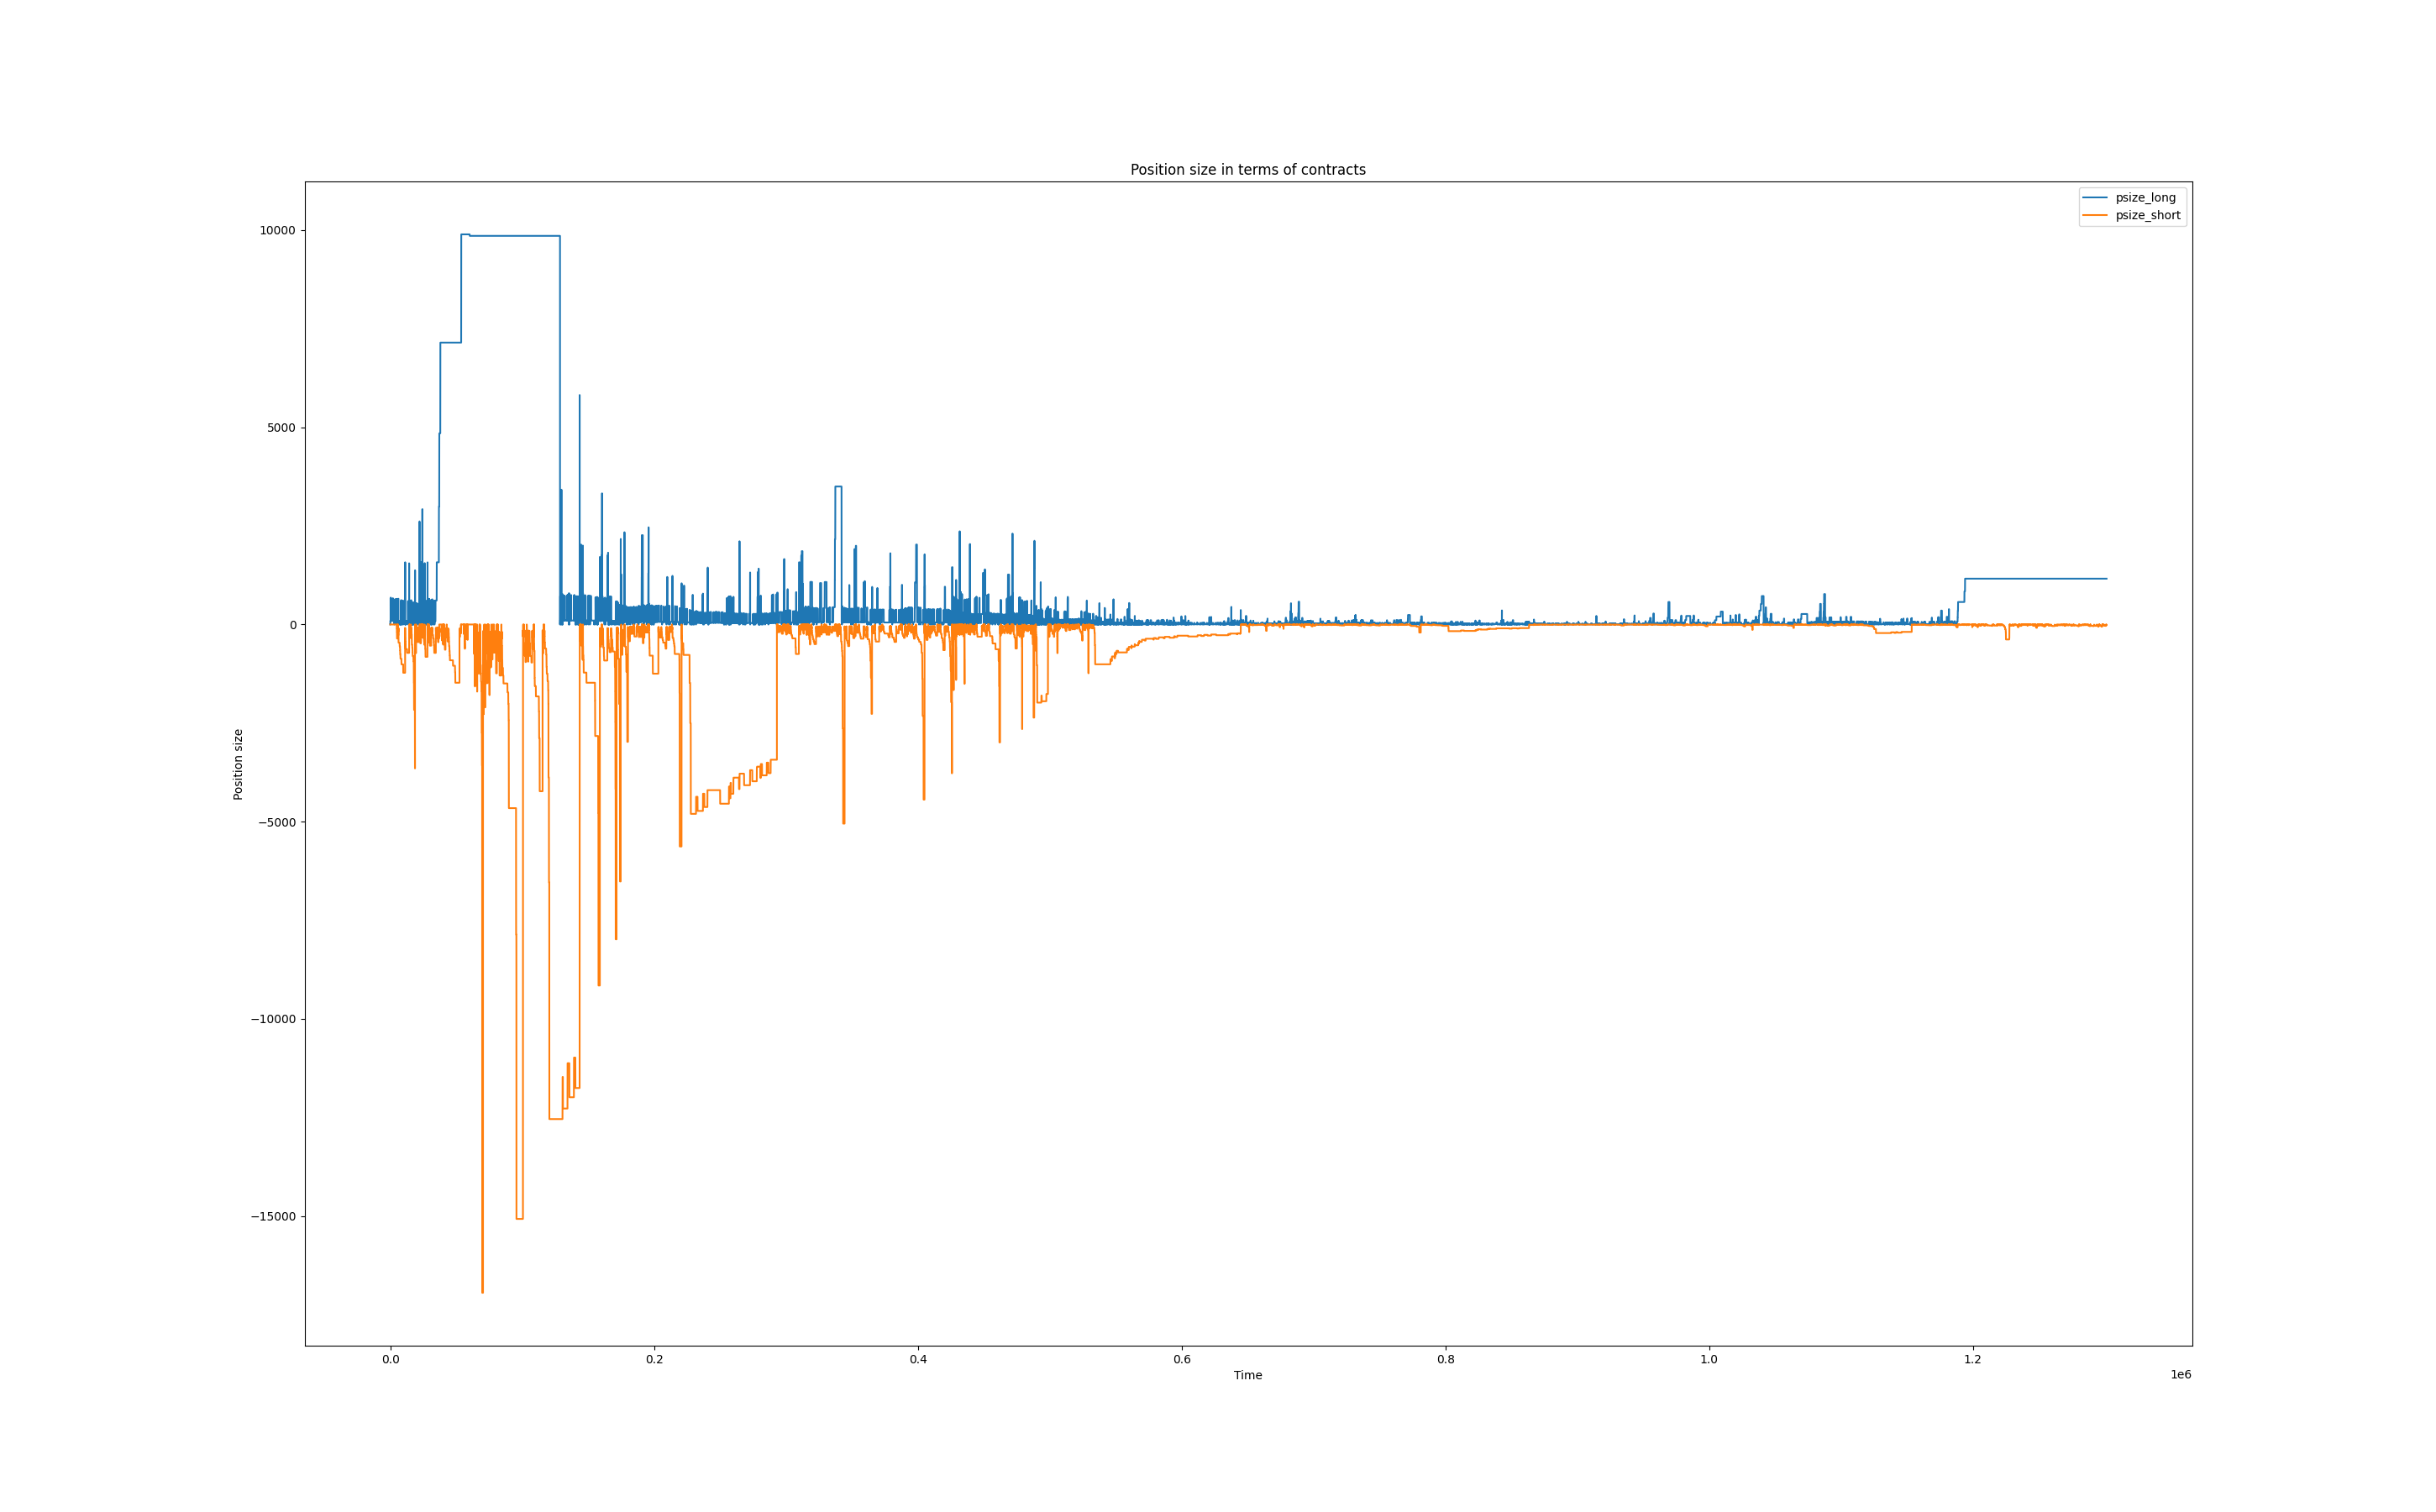 Position size in terms of contracts
psize_long
psize_short
10000
5000
0
−5000
−10000
−15000
Position size
0.0 0.2 0.4 0.6 0.8 1.0 1.2
Time
1e6